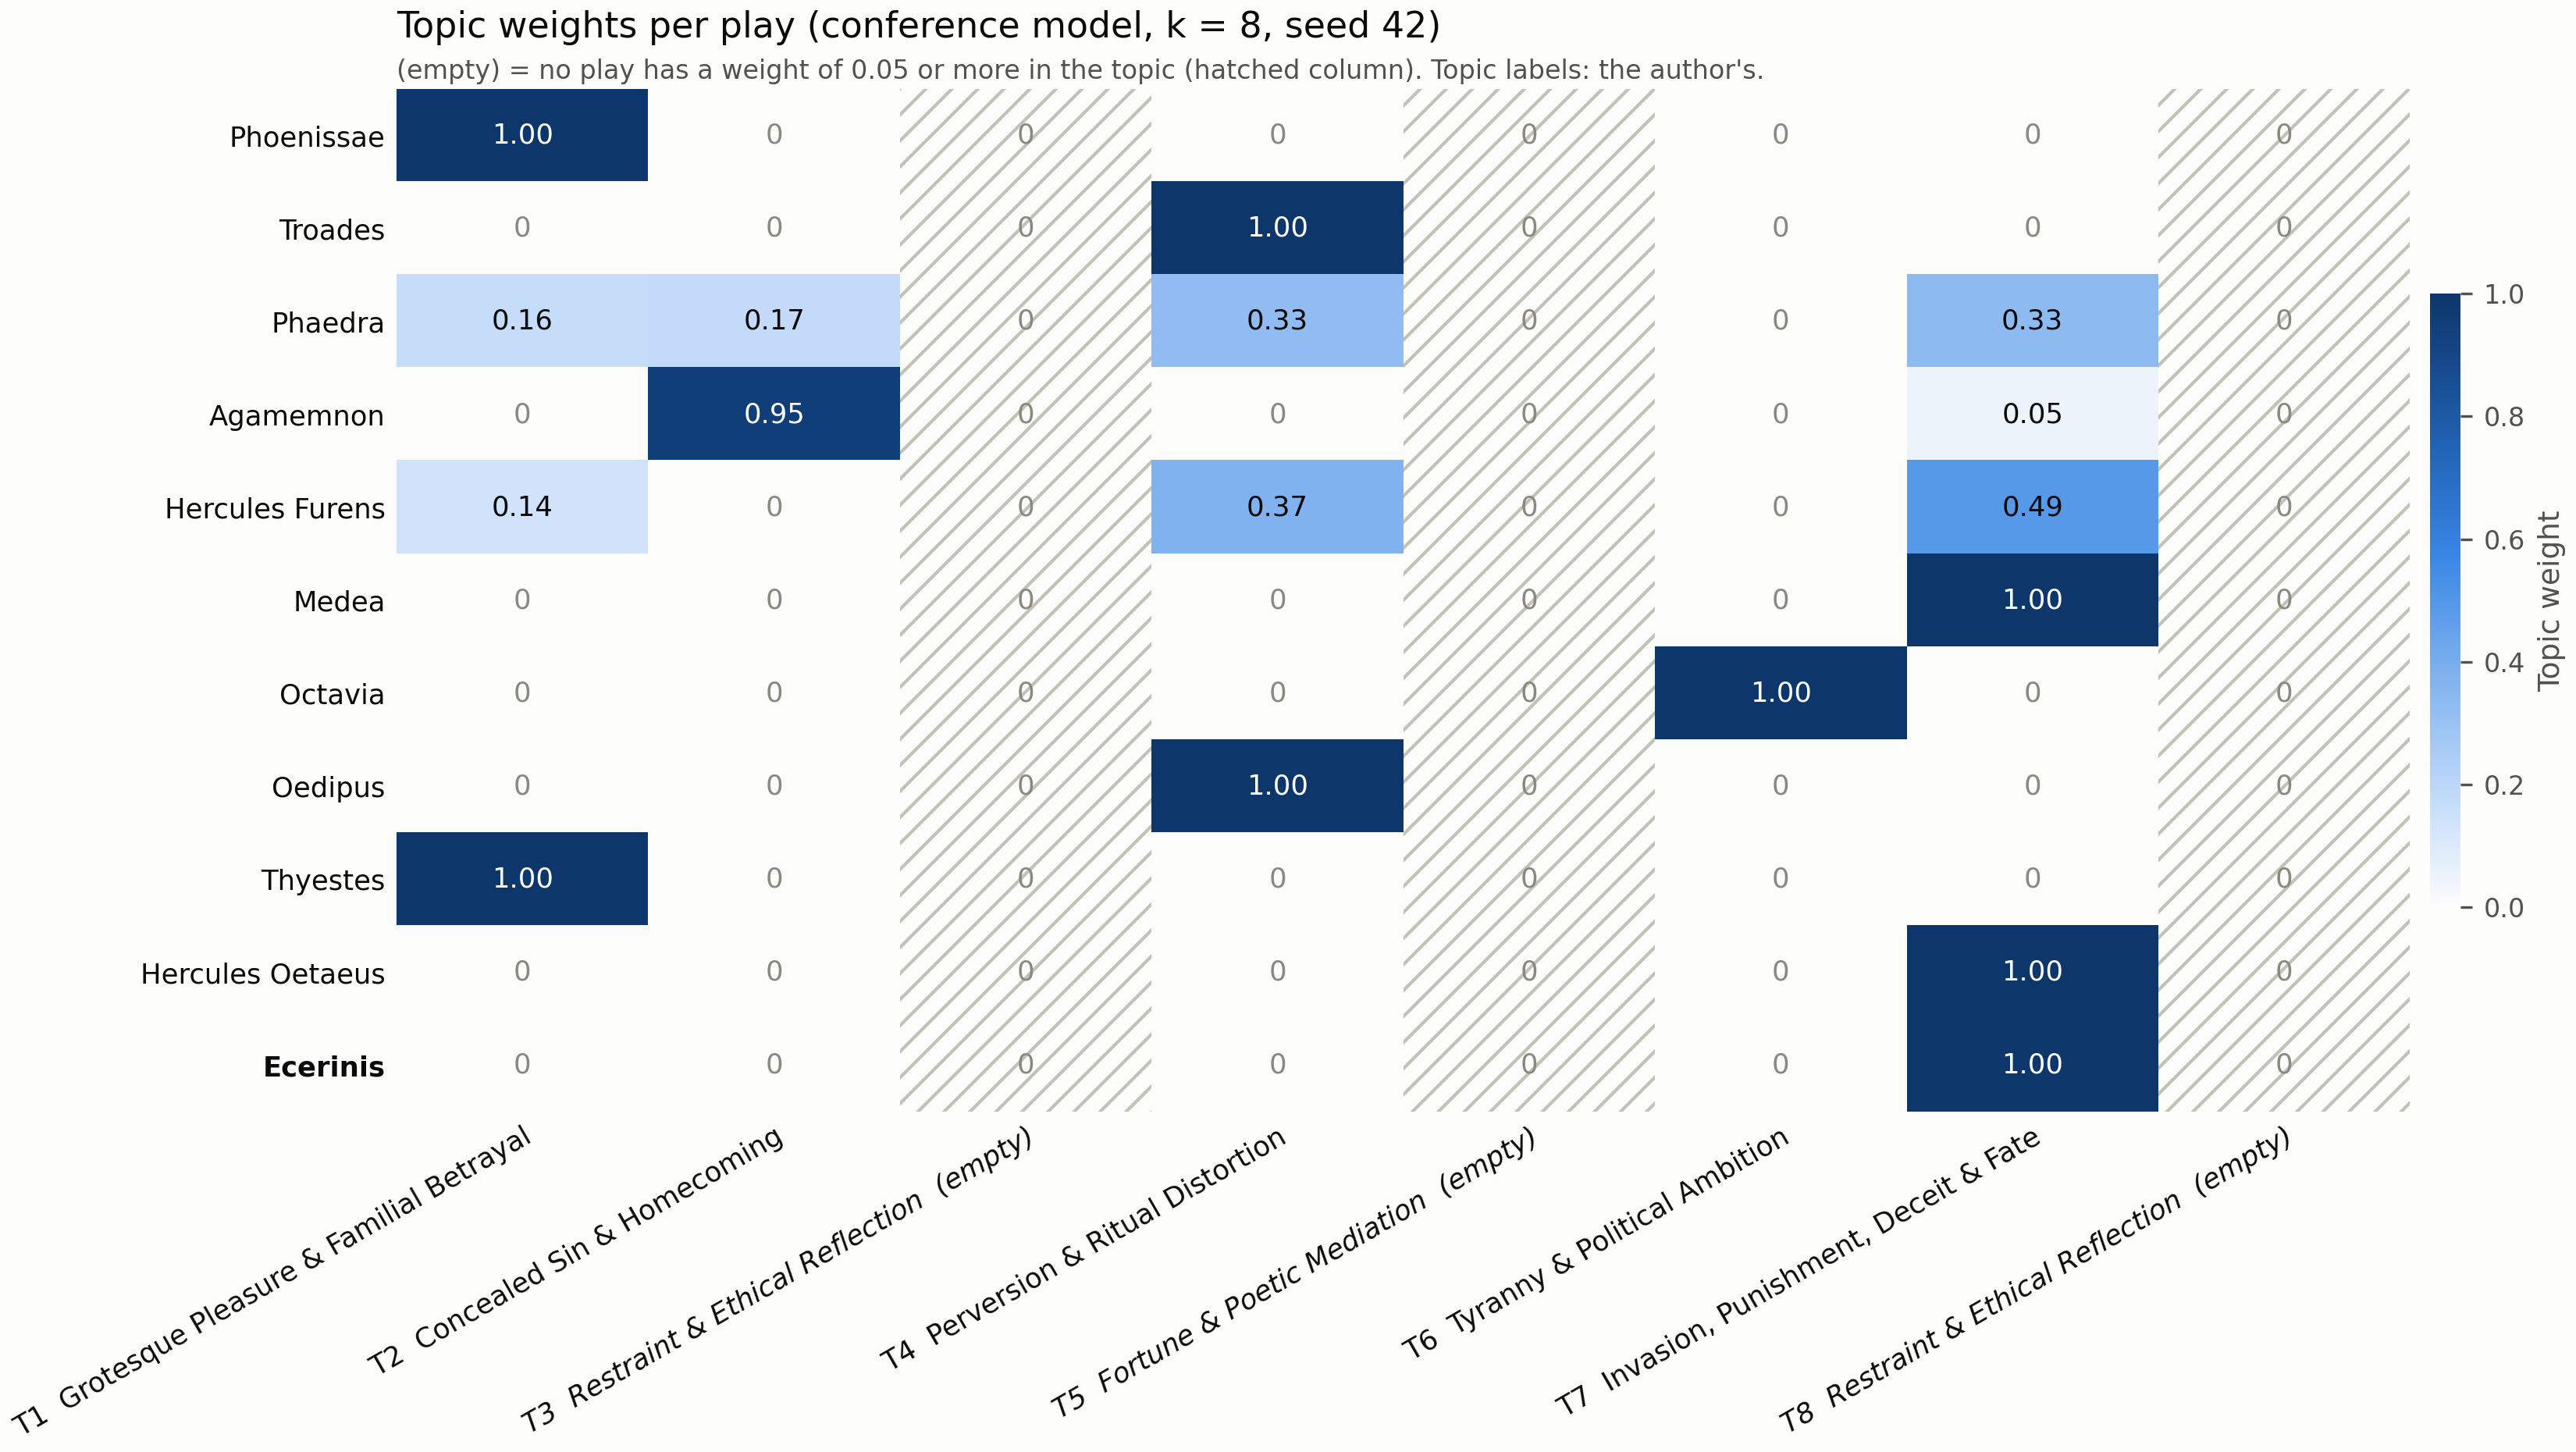 Topic weights per play (conference model, k = 8, seed 42)
(empty) = no play has a weight of 0.05 or more in the topic (hatched column). Topic labels: the author's.
Phoenissae 1.00 0 0 0 0 0 0 0
Troades 0 0 0 1.00 0 0 0 0
Phaedra 0.16 0.17 0 0.33 0 0 0.33 0
Agamemnon 0 0.95 0 0 0 0 0.05 0
Hercules Furens 0.14 0 0 0.37 0 0 0.49 0
Medea 0 0 0 0 0 0 1.00 0
Octavia 0 0 0 0 0 1.00 0 0
Oedipus 0 0 0 1.00 0 0 0 0
Thyestes 1.00 0 0 0 0 0 0 0
Hercules Oetaeus 0 0 0 0 0 0 1.00 0
Ecerinis 0 0 0 0 0 0 1.00 0
T1 Grotesque Pleasure & Familial Betrayal
T2 Concealed Sin & Homecoming
T3 Restraint & Ethical Reflection (empty)
T4 Perversion & Ritual Distortion
T5 Fortune & Poetic Mediation (empty)
T6 Tyranny & Political Ambition
T7 Invasion, Punishment, Deceit & Fate
T8 Restraint & Ethical Reflection (empty)
1.0
0.8
0.6
0.4
0.2
0.0
Topic weight